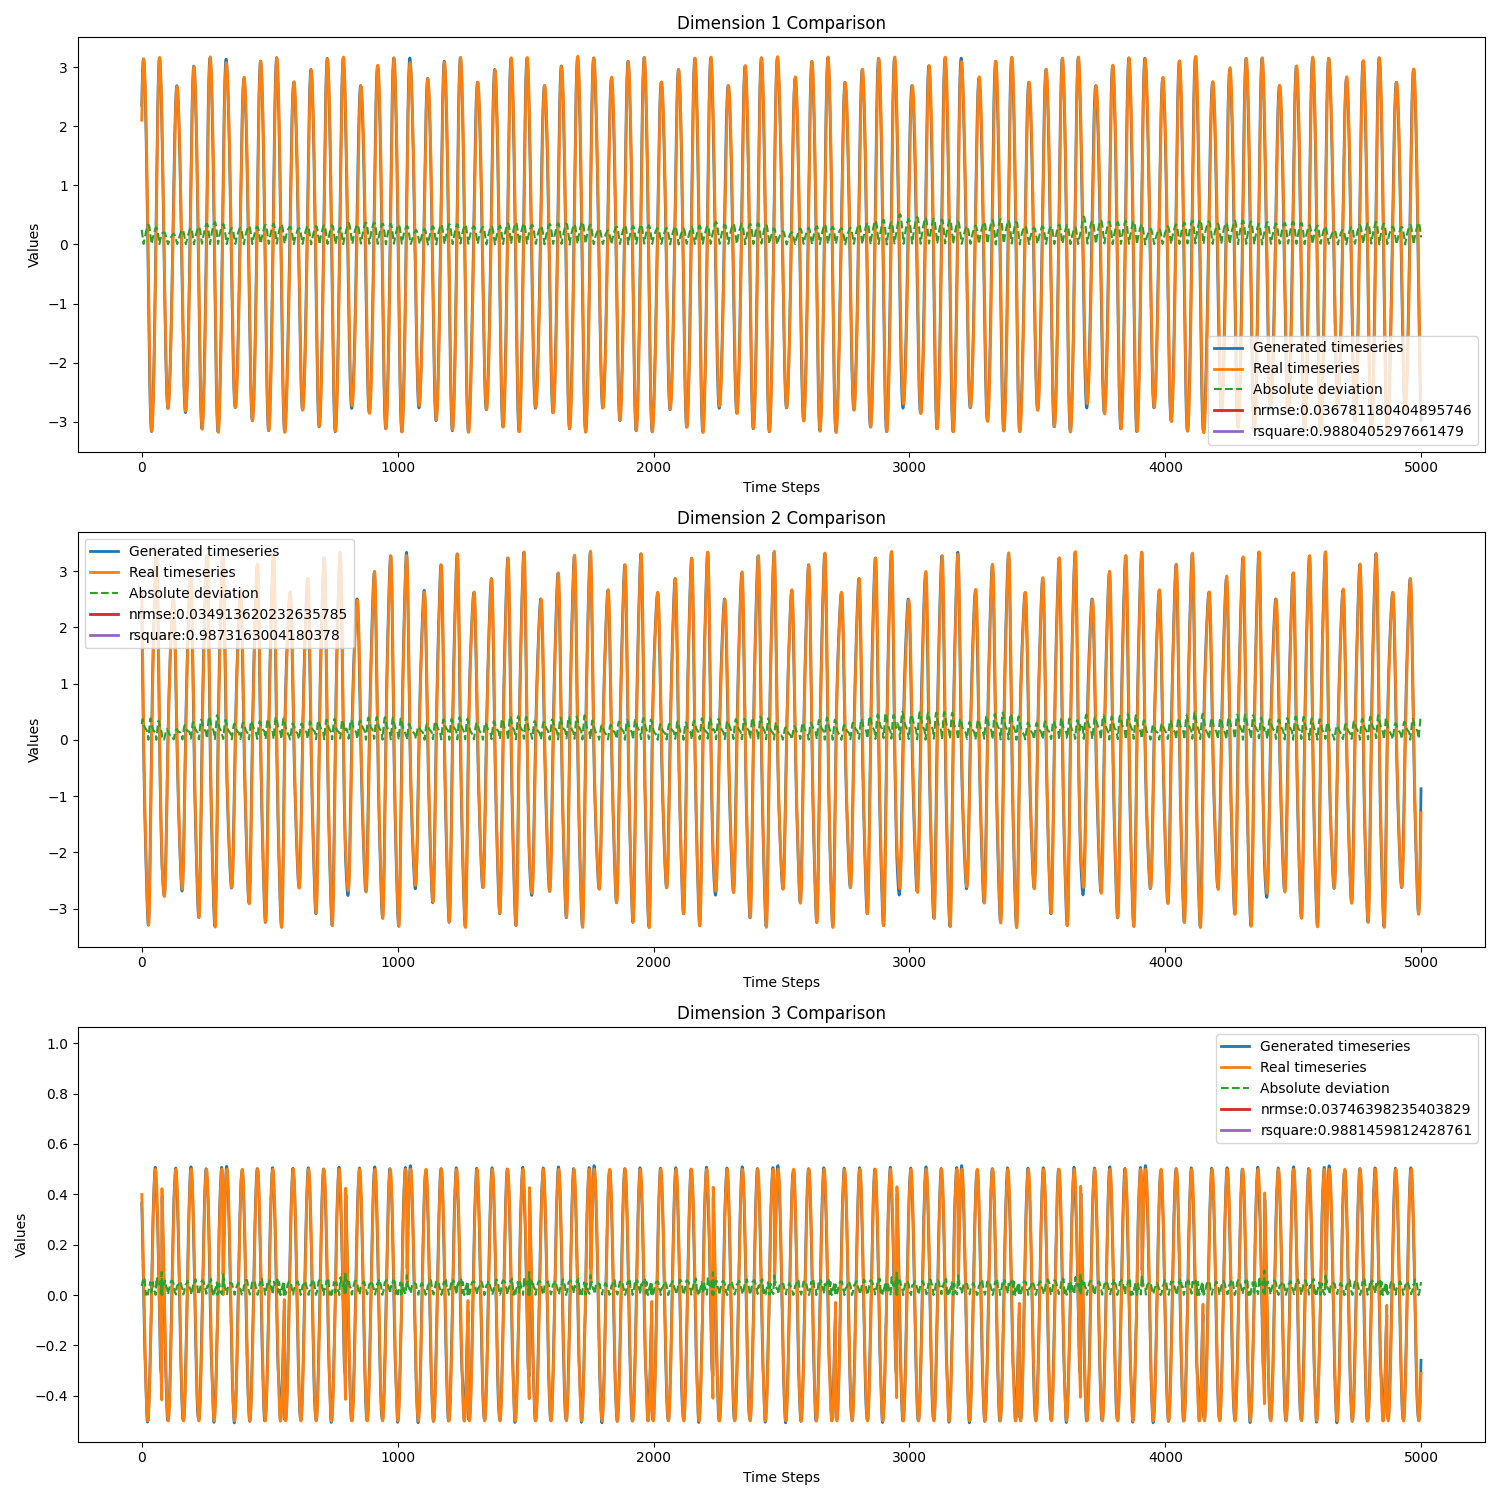 Dimension 1 Comparison
3
2
1
0
−1
−2
−3
Values
Generated timeseries
Real timeseries
Absolute deviation
nrmse:0.036781180404895746
rsquare:0.9880405297661479
0 1000 2000 3000 4000 5000
Time Steps
Dimension 2 Comparison
Generated timeseries
Real timeseries
Absolute deviation
nrmse:0.034913620232635785
rsquare:0.9873163004180378
3
2
1
0
−1
−2
−3
Values
0 1000 2000 3000 4000 5000
Time Steps
Dimension 3 Comparison
1.0
0.8
0.6
0.4
0.2
0.0
−0.2
−0.4
Values
Generated timeseries
Real timeseries
Absolute deviation
nrmse:0.03746398235403829
rsquare:0.9881459812428761
0 1000 2000 3000 4000 5000
Time Steps